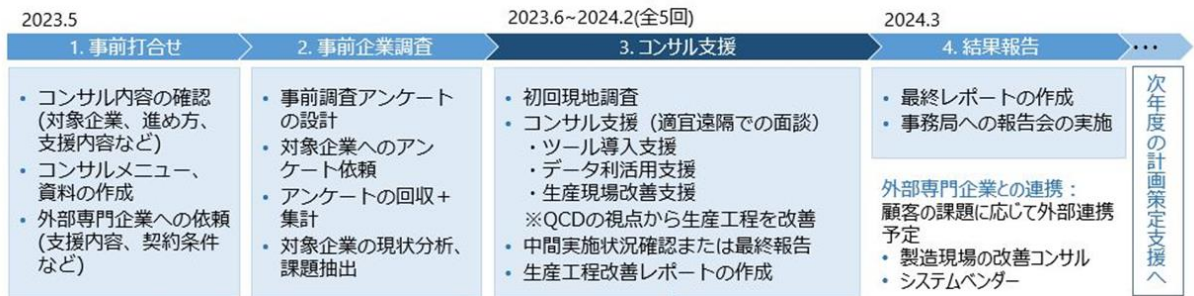 2023.5
1. 事前打合せ
• コンサル内容の確認
(対象企業、進め方、
支援内容など)
• コンサルメニュー、
資料の作成
• 外部専門企業への依頼
(支援内容、契約条件
など)
2. 事前企業調査
• 事前調査アンケート
の設計
• 対象企業へのアン
ケート依頼
• アンケートの回収+
集計
• 対象企業の現状分析、
課題抽出
2023.6~2024.2(全5回)
3. コンサル支援
• 初回現地調査
• コンサル支援(適宜遠隔での面談)
・ツール導入支援
・データ利活用支援
・生産現場改善支援
※QCDの視点から生産工程を改善
• 中間実施状況確認または最終報告
• 生産工程改善レポートの作成
2024.3
4. 結果報告
• 最終レポートの作成
• 事務局への報告会の実施
外部専門企業との連携:
顧客の課題に応じて外部連携
予定
• 製造現場の改善コンサル
• システムベンダー
・・・
次年度の計画策定支援へ